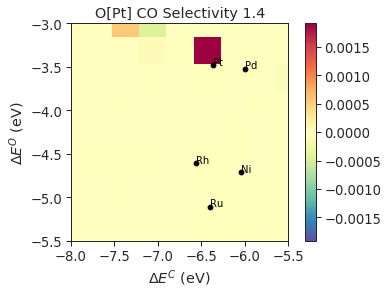 O[Pt] CO Selectivity 1.4
ΔE^O (eV)
−3.0
−3.5
−4.0
−4.5
−5.0
−5.5
Pt
Pd
Rh
Ni
Ru
−8.0 −7.5 −7.0 −6.5 −6.0 −5.5
ΔE^C (eV)
0.0015
0.0010
0.0005
0.0000
−0.0005
−0.0010
−0.0015